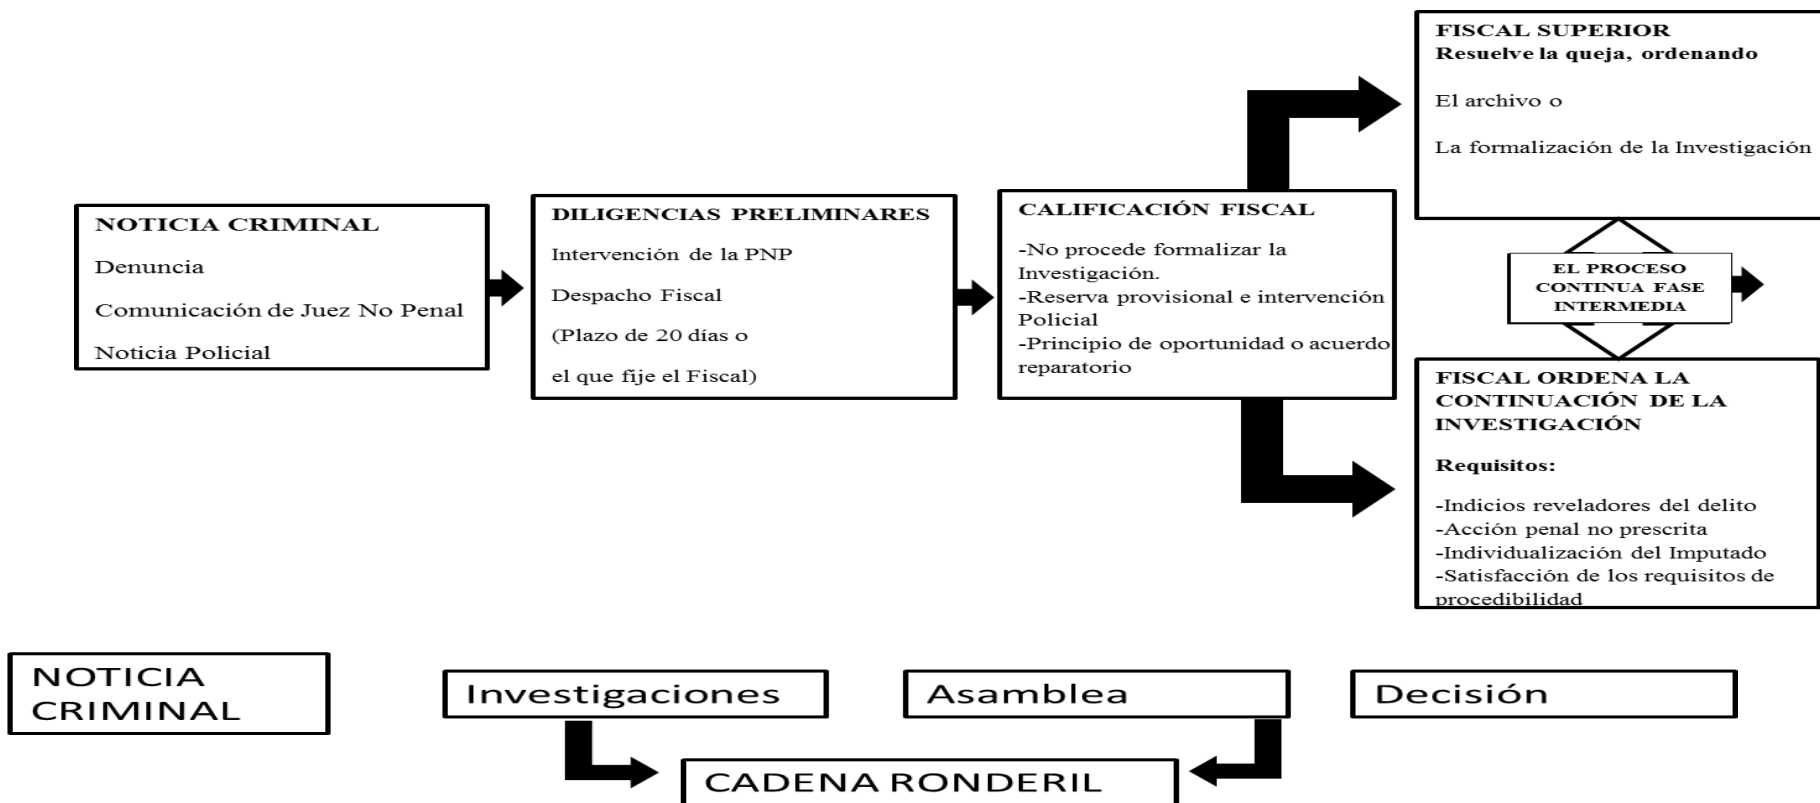 NOTICIA CRIMINAL
Denuncia
Comunicación de Juez No Penal
Noticia Policial
DILIGENCIAS PRELIMINARES
Intervención de la PNP
Despacho Fiscal
(Plazo de 20 días o
el que fije el Fiscal)
CALIFICACIÓN FISCAL
-No procede formalizar la
Investigación.
-Reserva provisional e intervención
Policial
-Principio de oportunidad o acuerdo
reparatorio
FISCAL SUPERIOR
Resuelve la queja, ordenando
El archivo o
La formalización de la Investigación
EL PROCESO
CONTINUA FASE
INTERMEDIA
FISCAL ORDENA LA
CONTINUACIÓN DE LA
INVESTIGACIÓN
Requisitos:
-Indicios reveladores del delito
-Acción penal no prescrita
-Individualización del Imputado
-Satisfacción de los requisitos de
procedibilidad
NOTICIA
CRIMINAL
Investigaciones
Asamblea
Decisión
CADENA RONDERIL